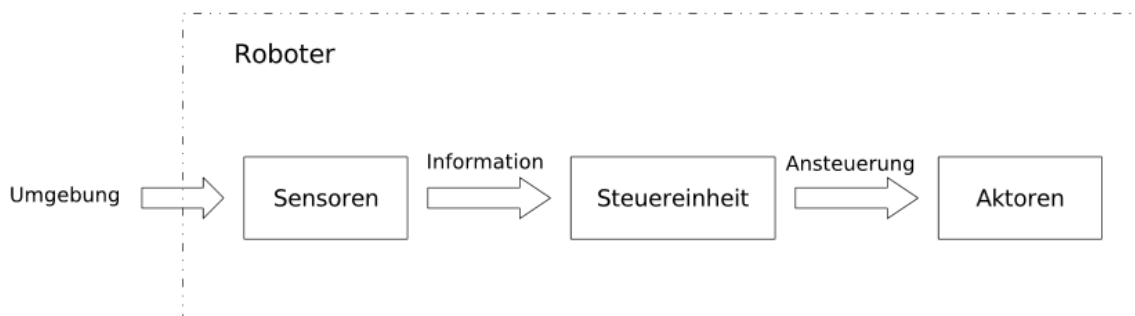 Roboter
Umgebung
Sensoren
Information
Steuereinheit
Ansteuerung
Aktoren